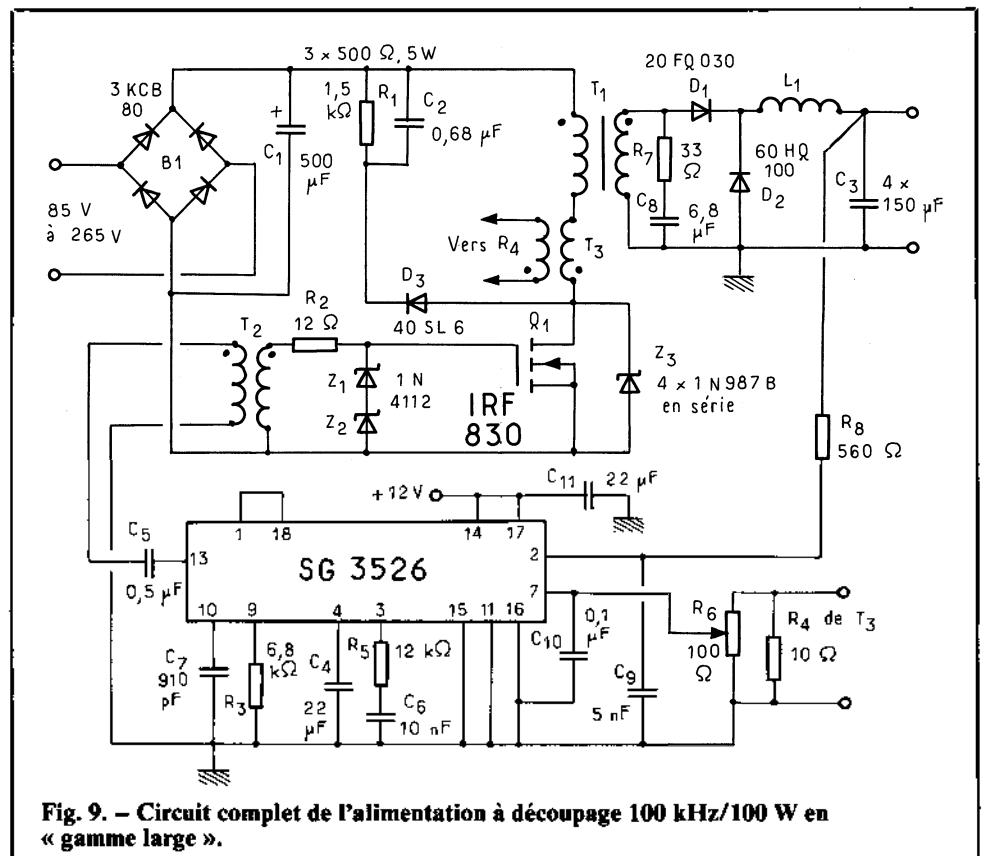 3 x 500 Ω, 5W
20 FQ 030
D1
L1
3 KCB
80
1,5
kΩ
R1
C2
0,68 µF
T1
B1
+
C1
500
µF
R7
33
Ω
60 HQ
100
D2
C3
4 x
150 µF
C8
6,8
µF
85 V
à 265 V
Vers R4
T3
D3
40 SL 6
R2
12 Ω
Q1
T2
Z1
1 N
4112
Z2
IRF
830
Z3
4 x 1 N 987 B
en série
R8
560 Ω
+ 12 V
C11
22 µF
1
18
14
17
C5
0,5 µF
13
SG 3526
2
7
10
9
4
3
15
11
16
C7
910
pF
6,8
kΩ
R3
C4
22
µF
R5
12 kΩ
C6
10 nF
C10
0,1
µF
C9
5 nF
R6
100
Ω
R4 de T3
10 Ω
Fig. 9. – Circuit complet de l'alimentation à découpage 100 kHz/100 W en
« gamme large ».